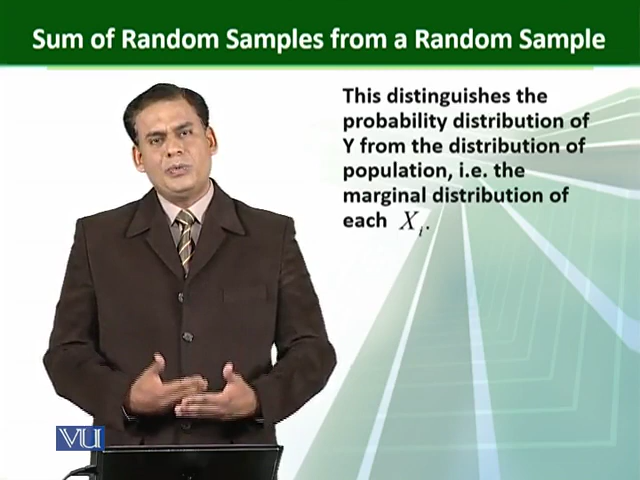 Sum of Random Samples from a Random Sample
This distinguishes the
probability distribution of
Y from the distribution of
population, i.e. the
marginal distribution of
each X_i.
VU